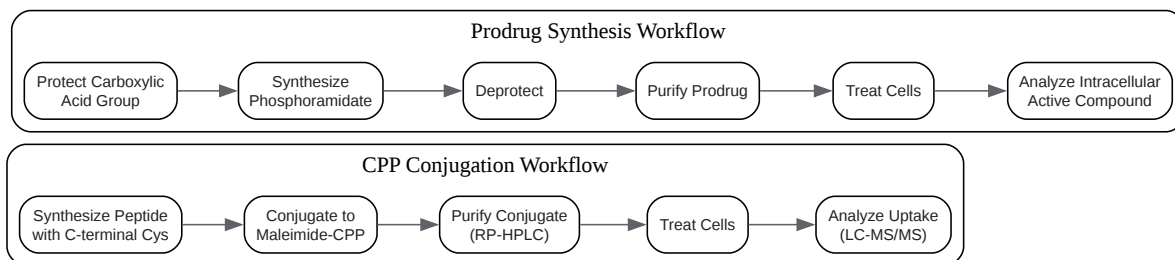 Prodrug Synthesis Workflow
Protect Carboxylic
Acid Group
Synthesize
Phosphoramidate
Deprotect
Purify Prodrug
Treat Cells
Analyze Intracellular
Active Compound
CPP Conjugation Workflow
Synthesize Peptide
with C-terminal Cys
Conjugate to
Maleimide-CPP
Purify Conjugate
(RP-HPLC)
Treat Cells
Analyze Uptake
(LC-MS/MS)